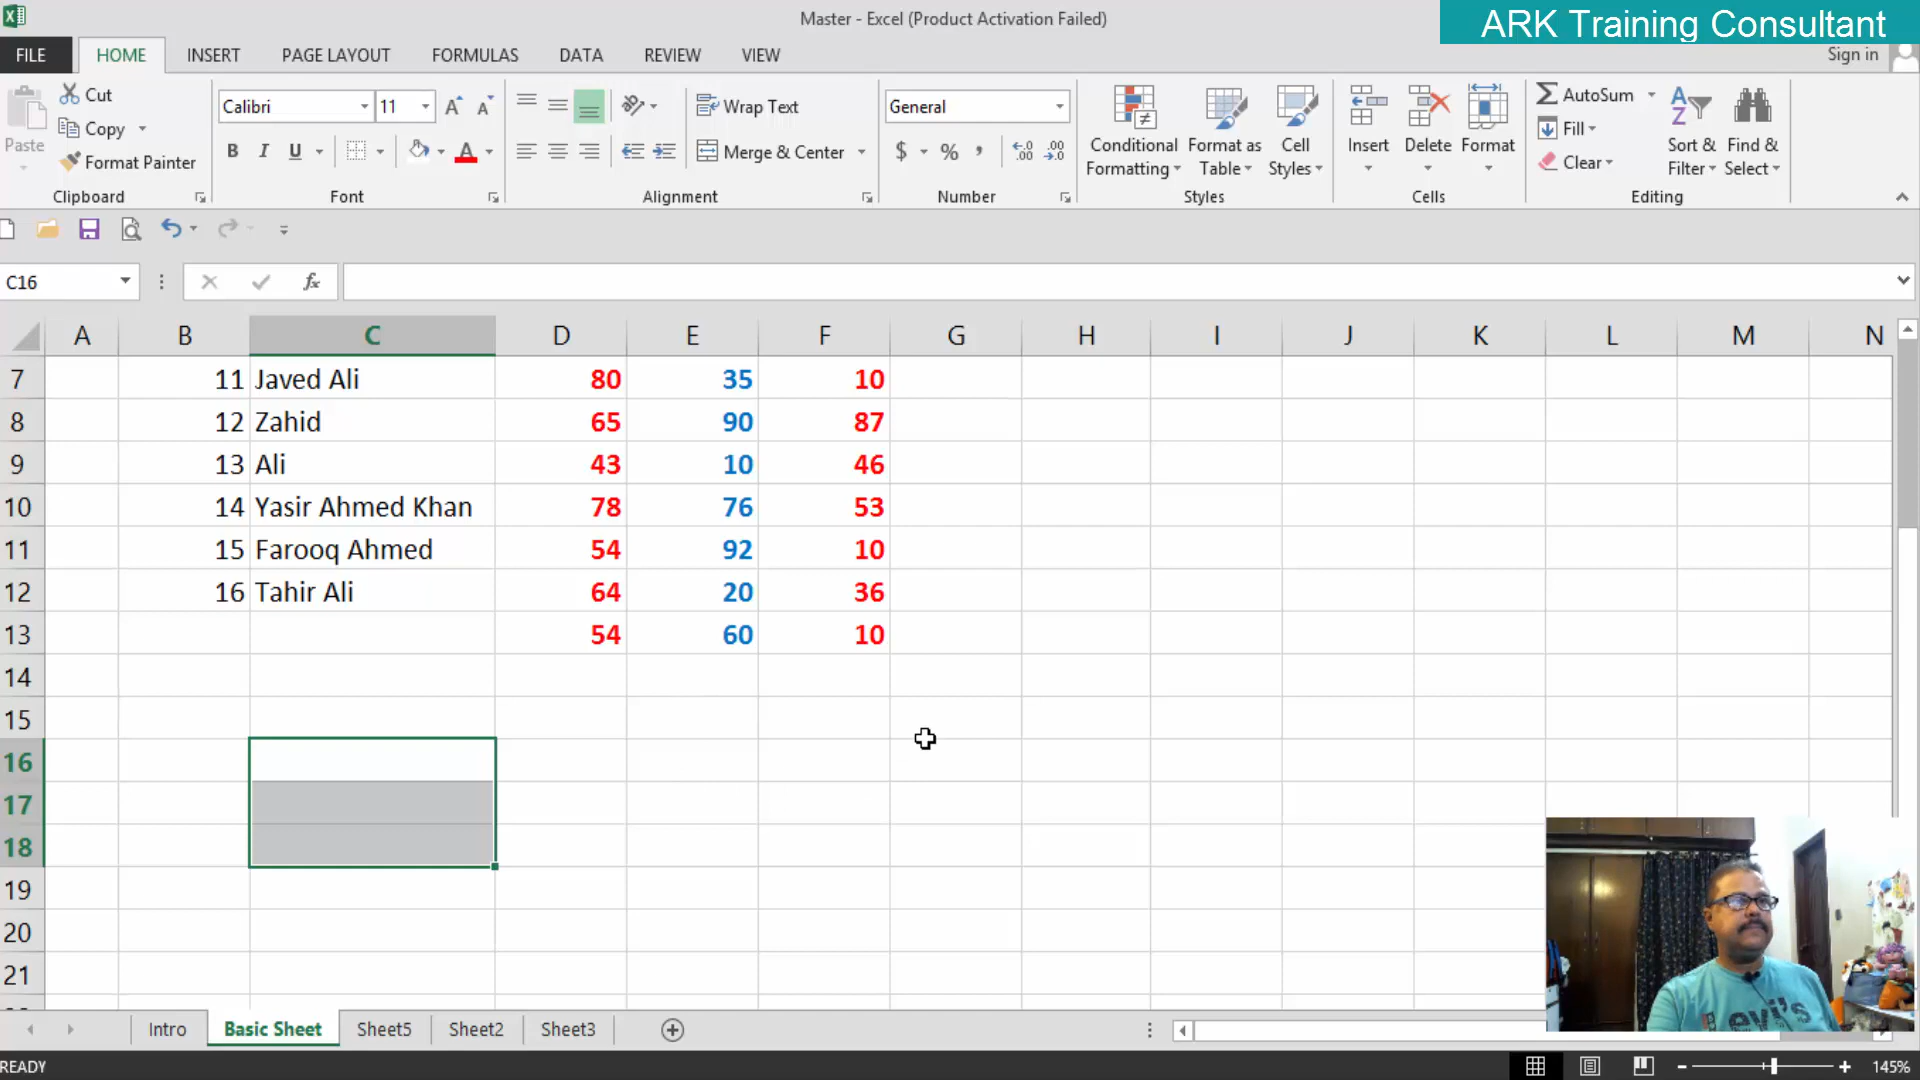 Master - Excel (Product Activation Failed)
ARK Training Consultant
FILE HOME INSERT PAGE LAYOUT FORMULAS DATA REVIEW VIEW Sign in
Paste Cut Copy Format Painter Clipboard
Calibri 11 B I U A Font
Wrap Text Merge & Center Alignment
General $ % , Number
Conditional Formatting Format as Table Cell Styles Styles
Insert Delete Format Cells
AutoSum Fill Clear Sort & Filter Find & Select Editing
C16 fx
A B C D E F G H I J K L M N
7 11 Javed Ali 80 35 10
8 12 Zahid 65 90 87
9 13 Ali 43 10 46
10 14 Yasir Ahmed Khan 78 76 53
11 15 Farooq Ahmed 54 92 10
12 16 Tahir Ali 64 20 36
13 54 60 10
14
15
16
17
18
19
20
21
Levi's
Intro Basic Sheet Sheet5 Sheet2 Sheet3
READY 145%